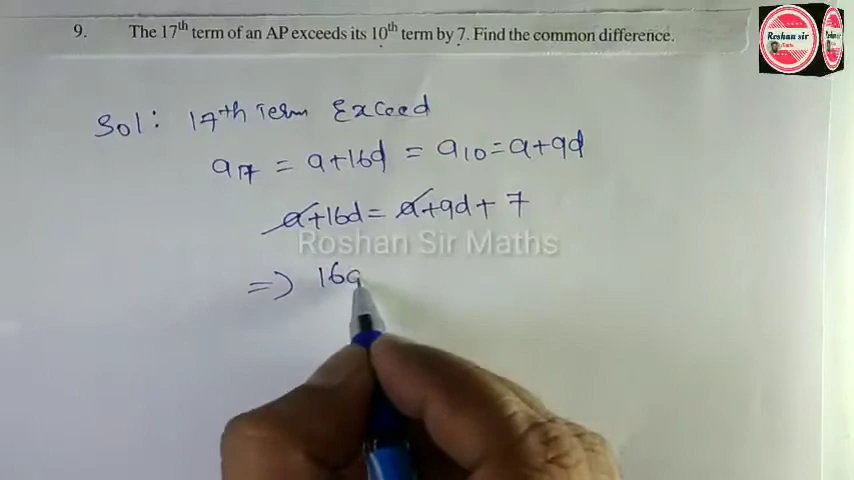 9. The 17th term of an AP exceeds its 10th term by 7. Find the common difference.
Roshan sir
Sol: 17th Term Exceed
a17 = a+16d = a10 = a+9d
a+16d = a+9d + 7
Roshan Sir Maths
=> 16d